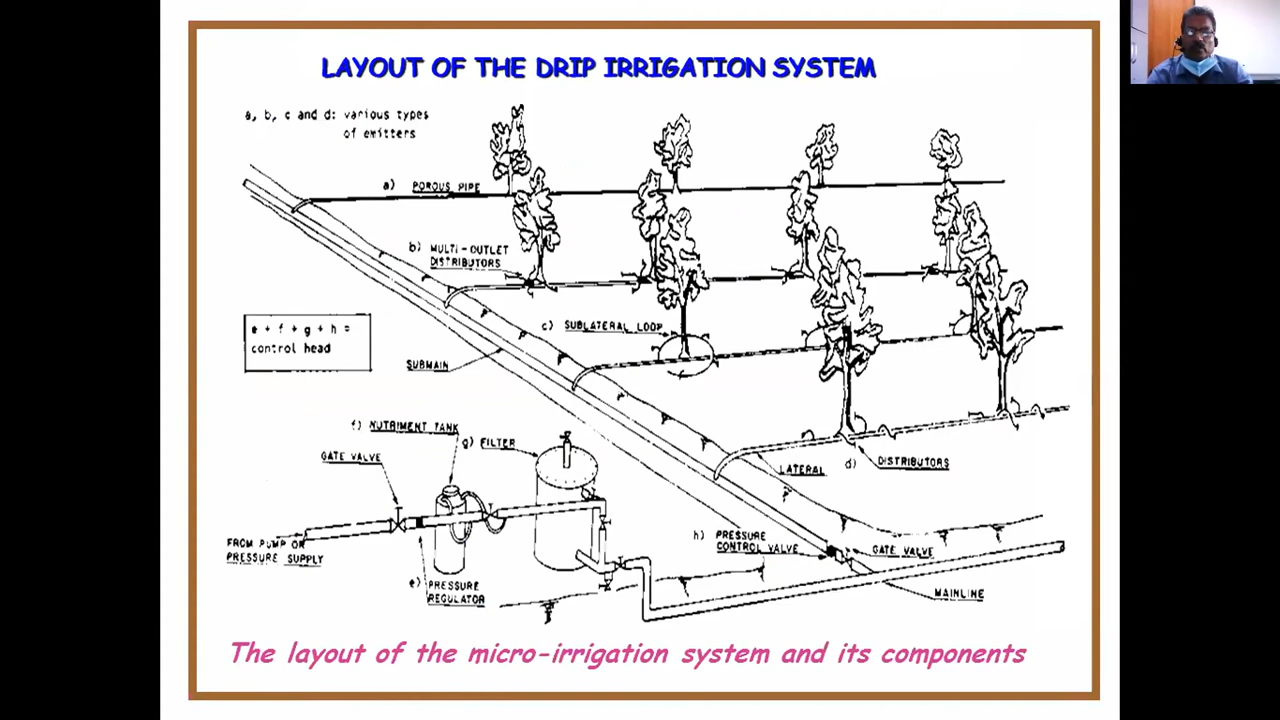 LAYOUT OF THE DRIP IRRIGATION SYSTEM
a, b, c and d: various types
of emitters
a) POROUS PIPE
b) MULTI-OUTLET
DISTRIBUTORS
c) SUBLATERAL LOOP
e + f + g + h =
control head
SUBMAIN
f) NUTRIMENT TANK
g) FILTER
GATE VALVE
LATERAL
d) DISTRIBUTORS
FROM PUMP OR
PRESSURE SUPPLY
h) PRESSURE
CONTROL VALVE
GATE VALVE
e) PRESSURE
REGULATOR
MAINLINE
The layout of the micro-irrigation system and its components